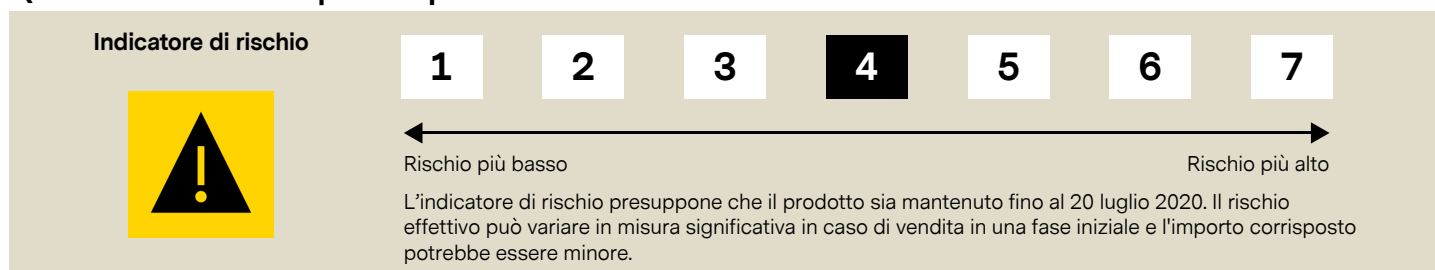 Indicatore di rischio
1 2 3 4 5 6 7
Rischio più basso Rischio più alto
L'indicatore di rischio presuppone che il prodotto sia mantenuto fino al 20 luglio 2020. Il rischio
effettivo può variare in misura significativa in caso di vendita in una fase iniziale e l'importo corrisposto
potrebbe essere minore.